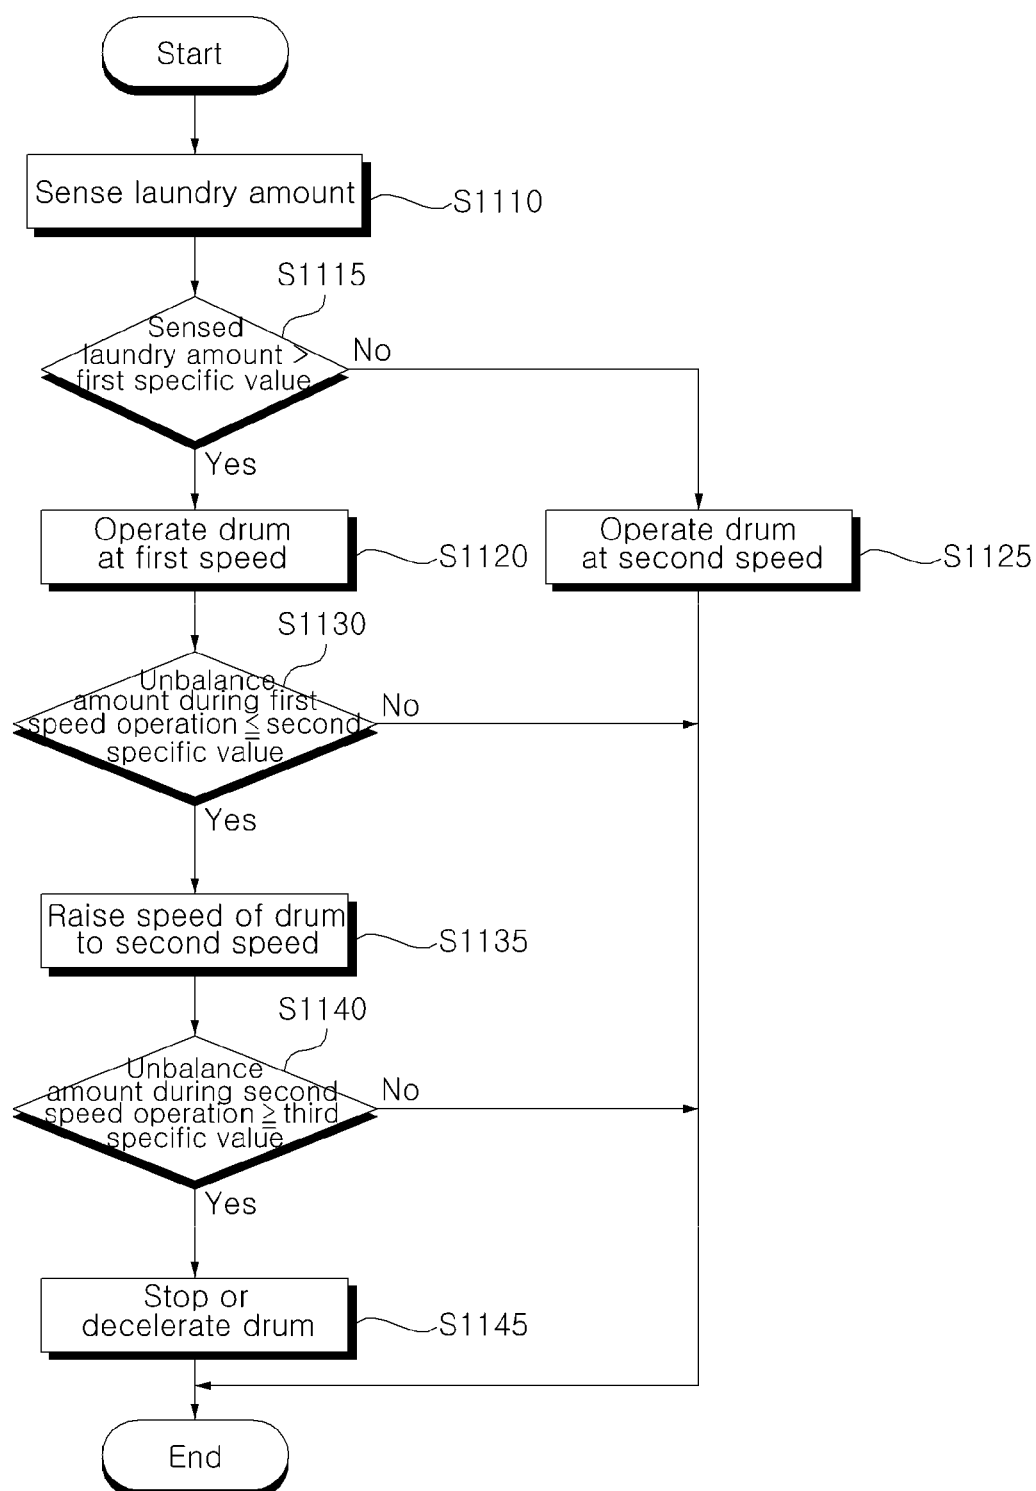 Start
Sense laundry amount
S1110
S1115
Sensed
laundry amount >
first specific value
No
Yes
Operate drum
at first speed
S1120
Operate drum
at second speed
S1125
S1130
Unbalance
amount during first
speed operation ≦ second
specific value
No
Yes
Raise speed of drum
to second speed
S1135
S1140
Unbalance
amount during second
speed operation ≧ third
specific value
No
Yes
Stop or
decelerate drum
S1145
End